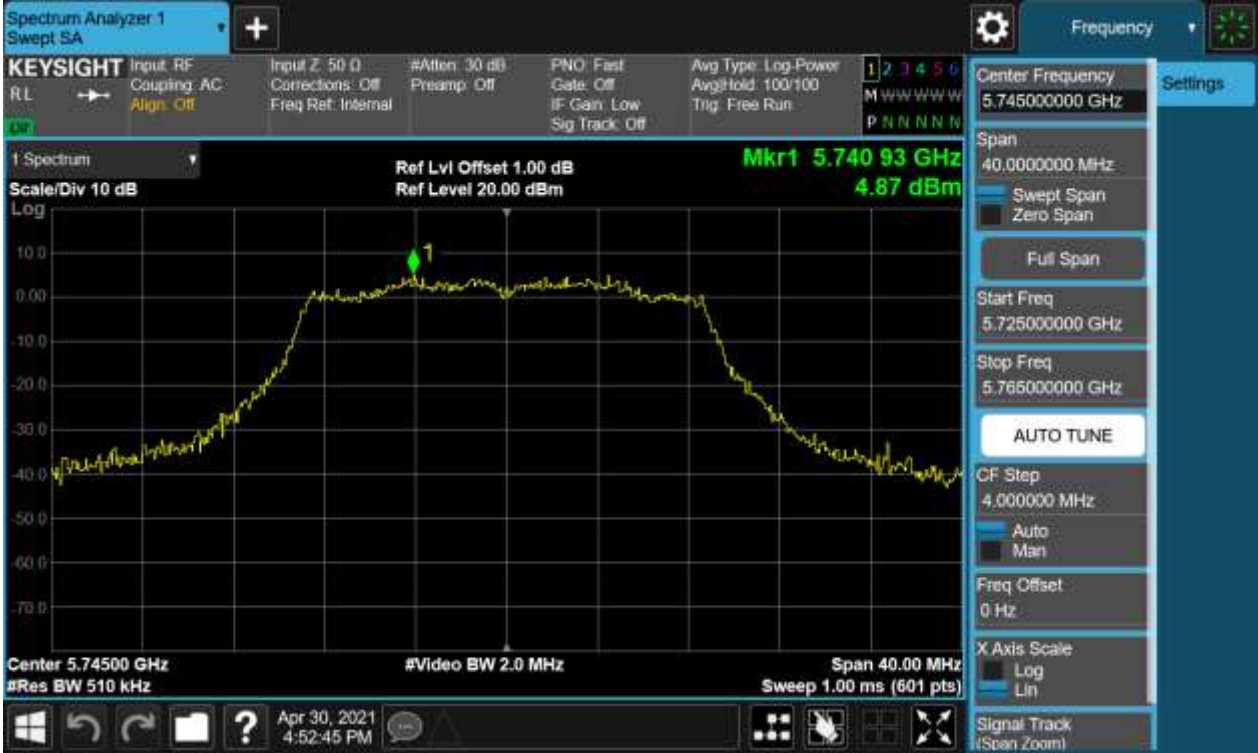 Spectrum Analyzer 1
Swept SA
Frequency
KEYSIGHT
RL
Input: RF
Coupling: AC
Align: Off
Input Z: 50 Ω
Corrections: Off
Freq Ref: Internal
#Atten: 30 dB
Preamp: Off
PNO: Fast
Gate: Off
IF Gain: Low
Sig Track: Off
Avg Type: Log-Power
Avg|Hold: 100/100
Trig: Free Run
1 2 3 4 5 6
M W W W W W
P N N N N N
1 Spectrum
Scale/Div 10 dB
Ref Lvl Offset 1.00 dB
Ref Level 20.00 dBm
Mkr1 5.740 93 GHz
4.87 dBm
Log
1
10.0
0.00
-10.0
-20.0
-30.0
-40.0
-50.0
-60.0
-70.0
Center 5.74500 GHz
#Res BW 510 kHz
#Video BW 2.0 MHz
Span 40.00 MHz
Sweep 1.00 ms (601 pts)
Center Frequency
5.745000000 GHz
Settings
Span
40.0000000 MHz
Swept Span
Zero Span
Full Span
Start Freq
5.725000000 GHz
Stop Freq
5.765000000 GHz
AUTO TUNE
CF Step
4.000000 MHz
Auto
Man
Freq Offset
0 Hz
X Axis Scale
Log
Lin
Signal Track
(Span Zoom)
?
Apr 30, 2021
4:52:45 PM